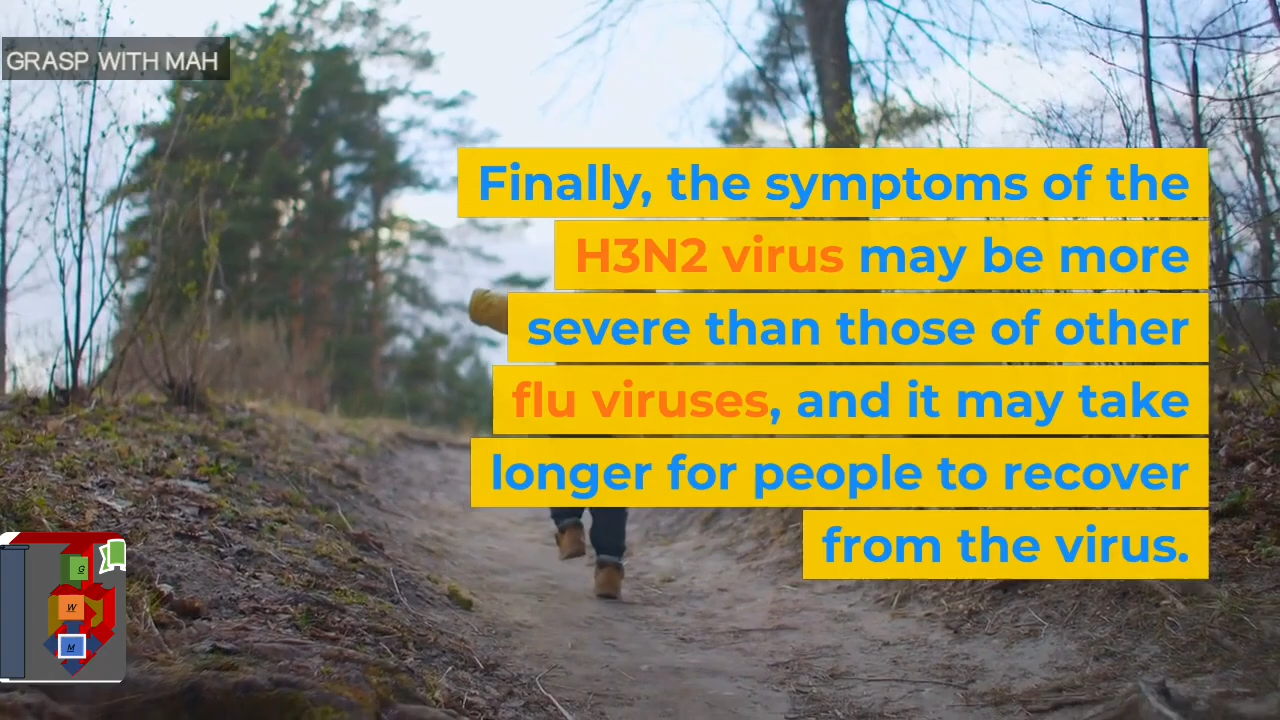 GRASP WITH MAH
Finally, the symptoms of the
H3N2 virus may be more
severe than those of other
flu viruses, and it may take
longer for people to recover
from the virus.
G
W
M